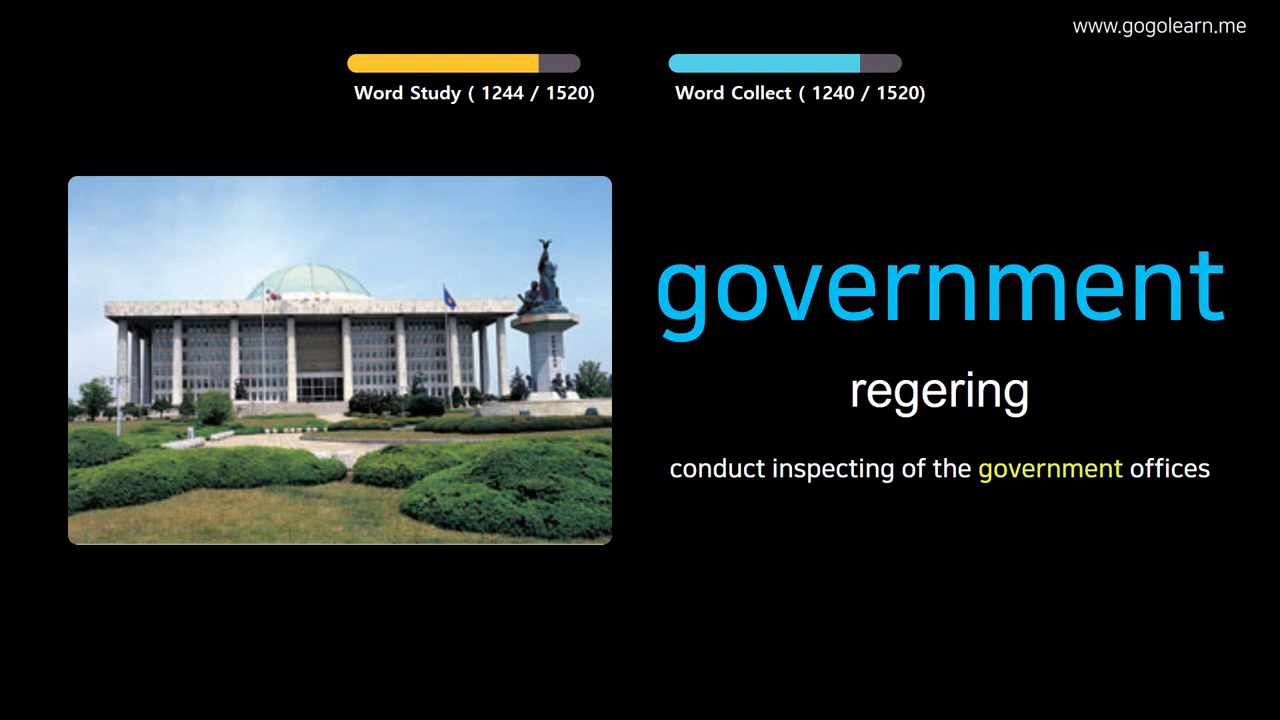 www.gogolearn.me
Word Study ( 1244 / 1520)
Word Collect ( 1240 / 1520)
government
regering
conduct inspecting of the government offices